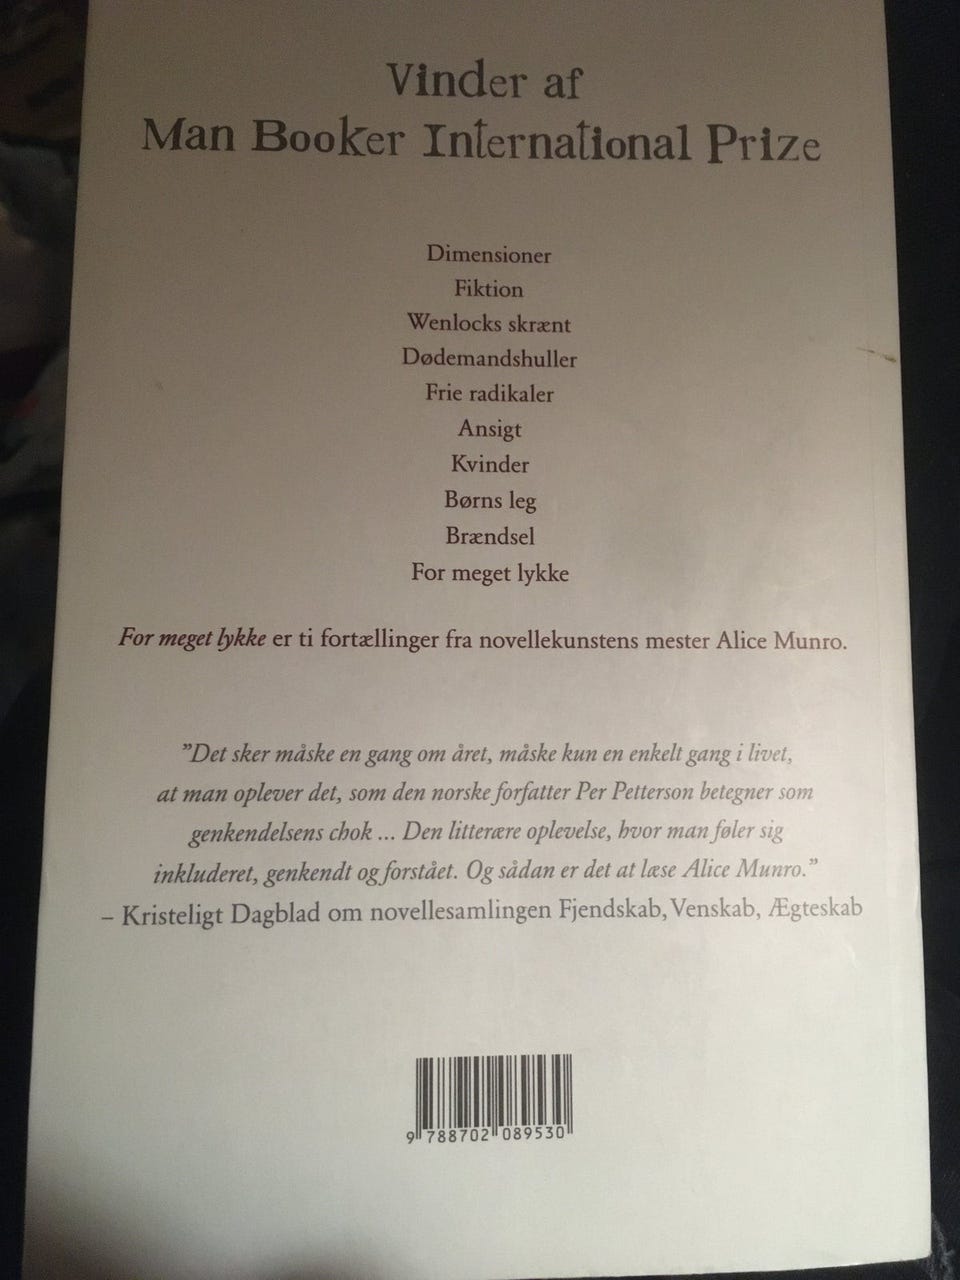 Vinder af
Man Booker International Prize
Dimensioner
Fiktion
Wenlocks skrænt
Dødemandshuller
Frie radikaler
Ansigt
Kvinder
Børns leg
Brændsel
For meget lykke
For meget lykke er ti fortællinger fra novellekunstens mester Alice Munro.
”Det sker måske en gang om året, måske kun en enkelt gang i livet,
at man oplever det, som den norske forfatter Per Petterson betegner som
genkendelsens chok ... Den litterære oplevelse, hvor man føler sig
inkluderet, genkendt og forstået. Og sådan er det at læse Alice Munro.”
– Kristeligt Dagblad om novellesamlingen Fjendskab, Venskab, Ægteskab
9 788702 089530